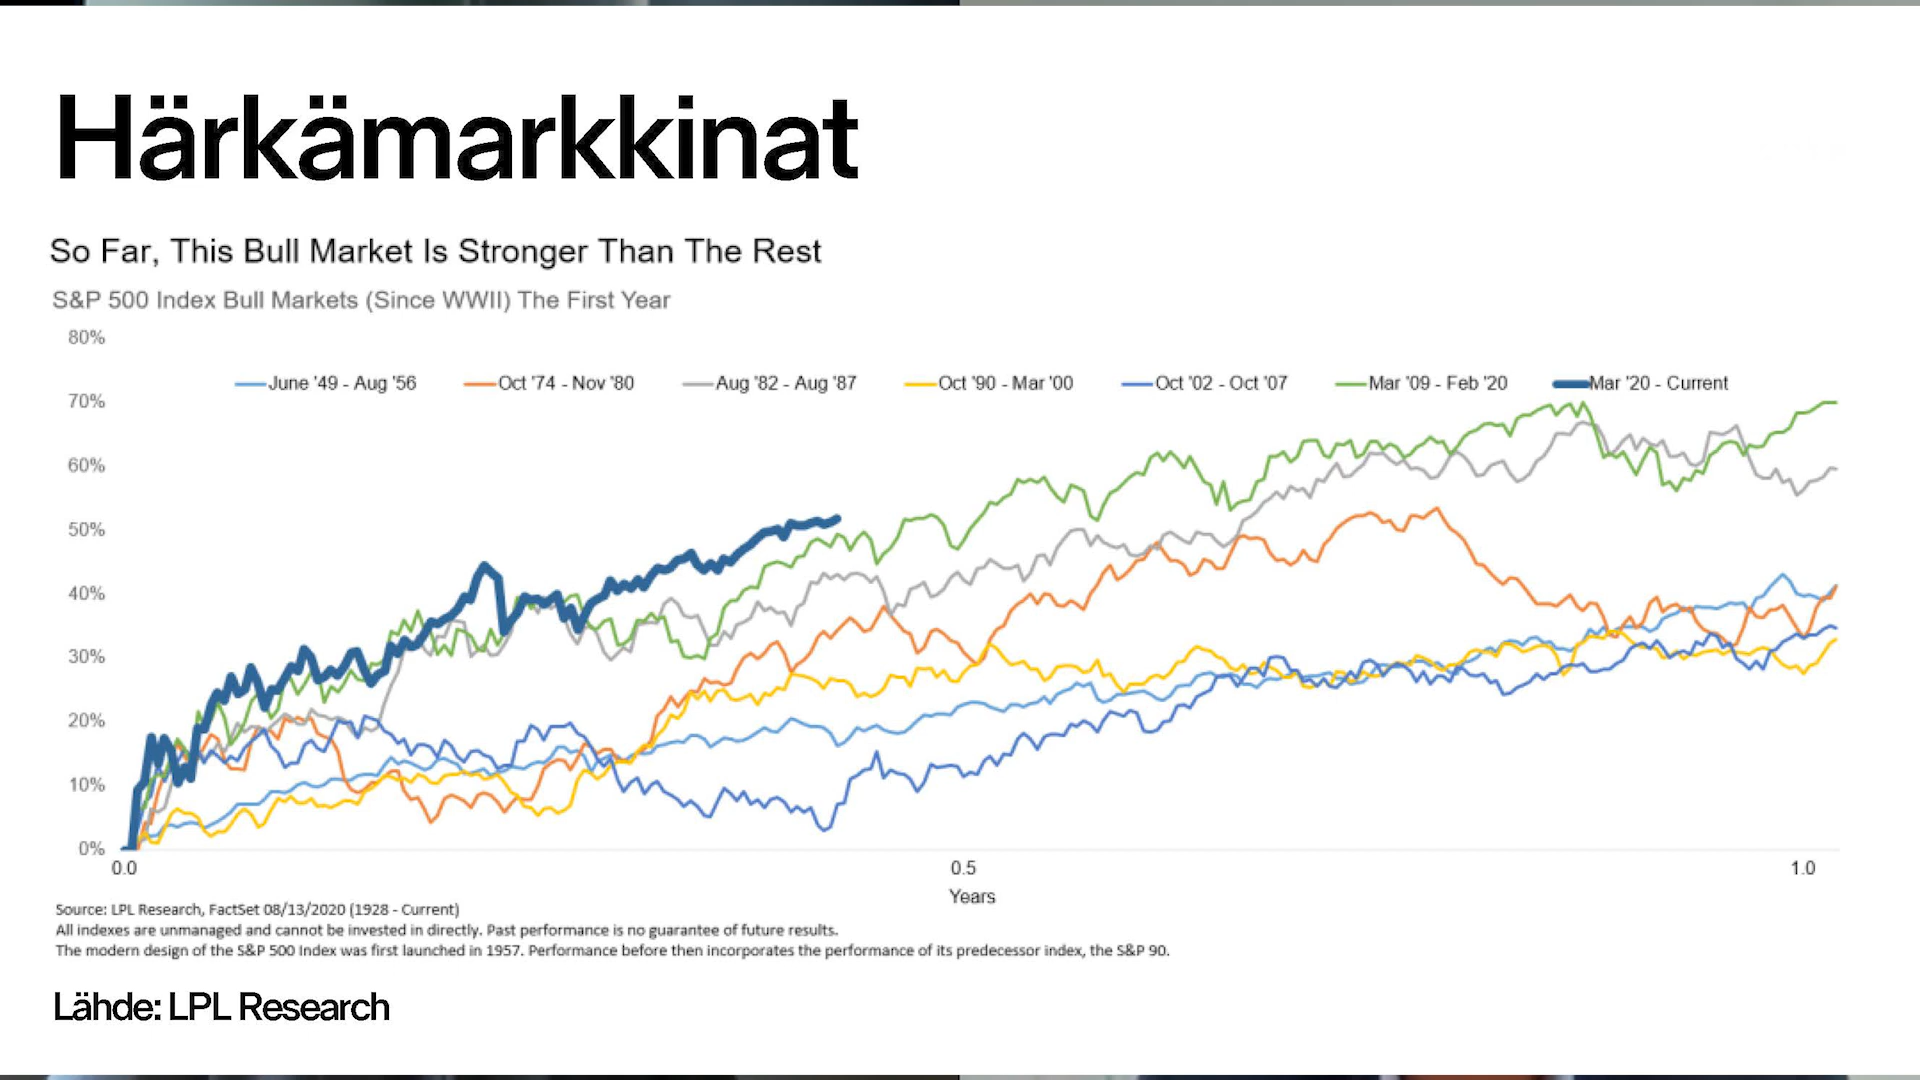 Härkämarkkinat
So Far, This Bull Market Is Stronger Than The Rest
S&P 500 Index Bull Markets (Since WWII) The First Year
80%
June '49 - Aug '56 Oct '74 - Nov '80 Aug '82 - Aug '87 Oct '90 - Mar '00 Oct '02 - Oct '07 Mar '09 - Feb '20 Mar '20 - Current
70%
60%
50%
40%
30%
20%
10%
0%
0.0 0.5 1.0
Years
Source: LPL Research, FactSet 08/13/2020 (1928 - Current)
All indexes are unmanaged and cannot be invested in directly. Past performance is no guarantee of future results.
The modern design of the S&P 500 Index was first launched in 1957. Performance before then incorporates the performance of its predecessor index, the S&P 90.
Lähde: LPL Research